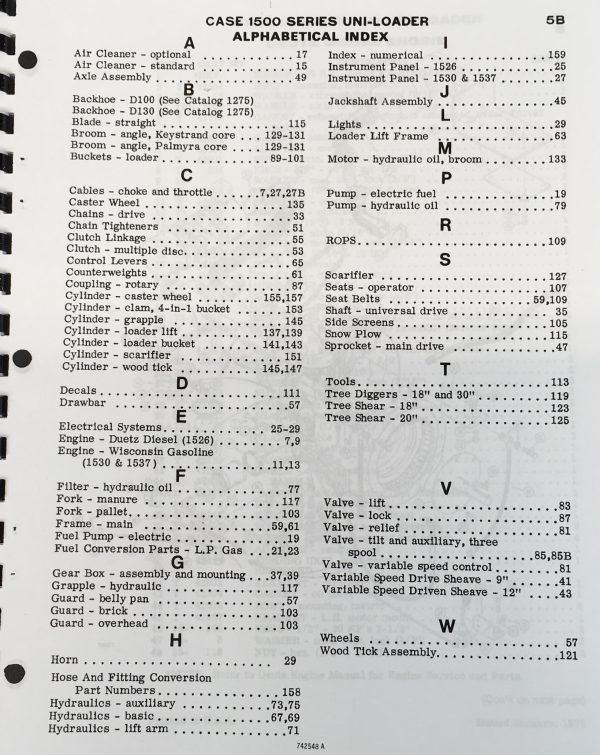 CASE 1500 SERIES UNI-LOADER 5B
ALPHABETICAL INDEX
A
Air Cleaner - optional . . . . . . . . . . . 17
Air Cleaner - standard . . . . . . . . . . . 15
Axle Assembly . . . . . . . . . . . . . . . 49
B
Backhoe - D100 (See Catalog 1275)
Backhoe - D130 (See Catalog 1275)
Blade - straight . . . . . . . . . . . . . . 115
Broom - angle, Keystrand core . . . 129-131
Broom - angle, Palmyra core . . . . 129-131
Buckets - loader . . . . . . . . . . . . 89-101
C
Cables - choke and throttle . . . . . . 7,27,27B
Caster Wheel . . . . . . . . . . . . . . . 135
Chains - drive . . . . . . . . . . . . . . . 33
Chain Tighteners . . . . . . . . . . . . . . 51
Clutch Linkage . . . . . . . . . . . . . . . 55
Clutch - multiple disc. . . . . . . . . . . . 53
Control Levers . . . . . . . . . . . . . . . 65
Counterweights . . . . . . . . . . . . . . . 61
Coupling - rotary . . . . . . . . . . . . . 87
Cylinder - caster wheel . . . . . . . . 155,157
Cylinder - clam, 4-in-1 bucket . . . . . . 153
Cylinder - grapple . . . . . . . . . . . . 145
Cylinder - loader lift . . . . . . . . . 137,139
Cylinder - loader bucket . . . . . . . 141,143
Cylinder - scarifier . . . . . . . . . . . 151
Cylinder - wood tick . . . . . . . . . 145,147
D
Decals . . . . . . . . . . . . . . . . . . 111
Drawbar . . . . . . . . . . . . . . . . . . 57
E
Electrical Systems . . . . . . . . . . . 25-29
Engine - Duetz Diesel (1526) . . . . . . . 7,9
Engine - Wisconsin Gasoline
(1530 & 1537) . . . . . . . . . . . . . 11,13
F
Filter - hydraulic oil . . . . . . . . . . . 77
Fork - manure . . . . . . . . . . . . . . 117
Fork - pallet. . . . . . . . . . . . . . . 103
Frame - main . . . . . . . . . . . . . . 59,61
Fuel Pump - electric . . . . . . . . . . . . 19
Fuel Conversion Parts - L.P. Gas . . . 21,23
G
Gear Box - assembly and mounting . . . 37,39
Grapple - hydraulic . . . . . . . . . . . 117
Guard - belly pan . . . . . . . . . . . . . 57
Guard - brick . . . . . . . . . . . . . . 103
Guard - overhead . . . . . . . . . . . . . 103
H
Horn . . . . . . . . . . . . . . . . . . . 29
Hose And Fitting Conversion
Part Numbers . . . . . . . . . . . . . . 158
Hydraulics - auxiliary . . . . . . . . . 73,75
Hydraulics - basic . . . . . . . . . . . 67,69
Hydraulics - lift arm . . . . . . . . . . . 71
I
Index - numerical . . . . . . . . . . . . 159
Instrument Panel - 1526 . . . . . . . . . . 25
Instrument Panel - 1530 & 1537 . . . . . . 27
J
Jackshaft Assembly . . . . . . . . . . . . 45
L
Lights . . . . . . . . . . . . . . . . . . 29
Loader Lift Frame . . . . . . . . . . . . . 63
M
Motor - hydraulic oil, broom . . . . . . . 133
P
Pump - electric fuel . . . . . . . . . . . 19
Pump - hydraulic oil . . . . . . . . . . . 79
R
ROPS . . . . . . . . . . . . . . . . . . . 109
S
Scarifier . . . . . . . . . . . . . . . . 127
Seats - operator . . . . . . . . . . . . . 107
Seat Belts . . . . . . . . . . . . . . 59,109
Shaft - universal drive . . . . . . . . . . 35
Side Screens . . . . . . . . . . . . . . . 105
Snow Plow . . . . . . . . . . . . . . . . 115
Sprocket - main drive . . . . . . . . . . . 47
T
Tools . . . . . . . . . . . . . . . . . . 113
Tree Diggers - 18" and 30" . . . . . . . . 119
Tree Shear - 18" . . . . . . . . . . . . . 123
Tree Shear - 20" . . . . . . . . . . . . . 125
V
Valve - lift . . . . . . . . . . . . . . . 83
Valve - lock . . . . . . . . . . . . . . . 87
Valve - relief . . . . . . . . . . . . . . 81
Valve - tilt and auxiliary, three
spool . . . . . . . . . . . . . . . . 85,85B
Valve - variable speed control . . . . . . 81
Variable Speed Drive Sheave - 9" . . . . . 41
Variable Speed Driven Sheave - 12" . . . . 43
W
Wheels . . . . . . . . . . . . . . . . . . 57
Wood Tick Assembly. . . . . . . . . . . . 121
742548 A